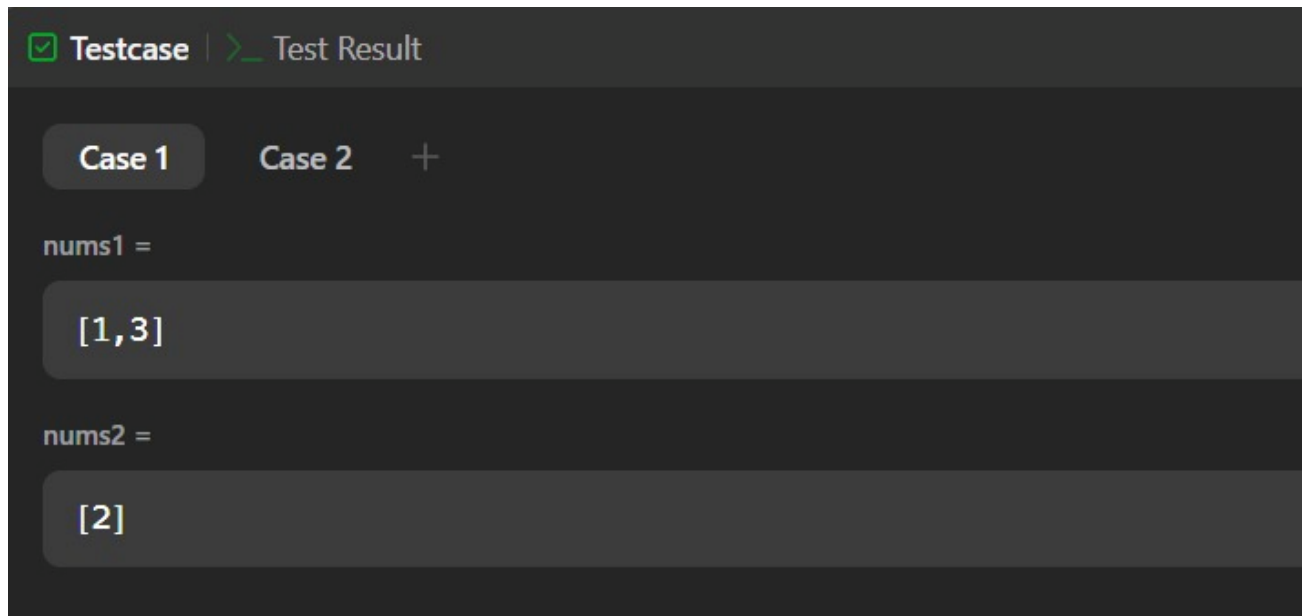 Testcase >_ Test Result
Case 1 Case 2 +
nums1 =
[1,3]
nums2 =
[2]